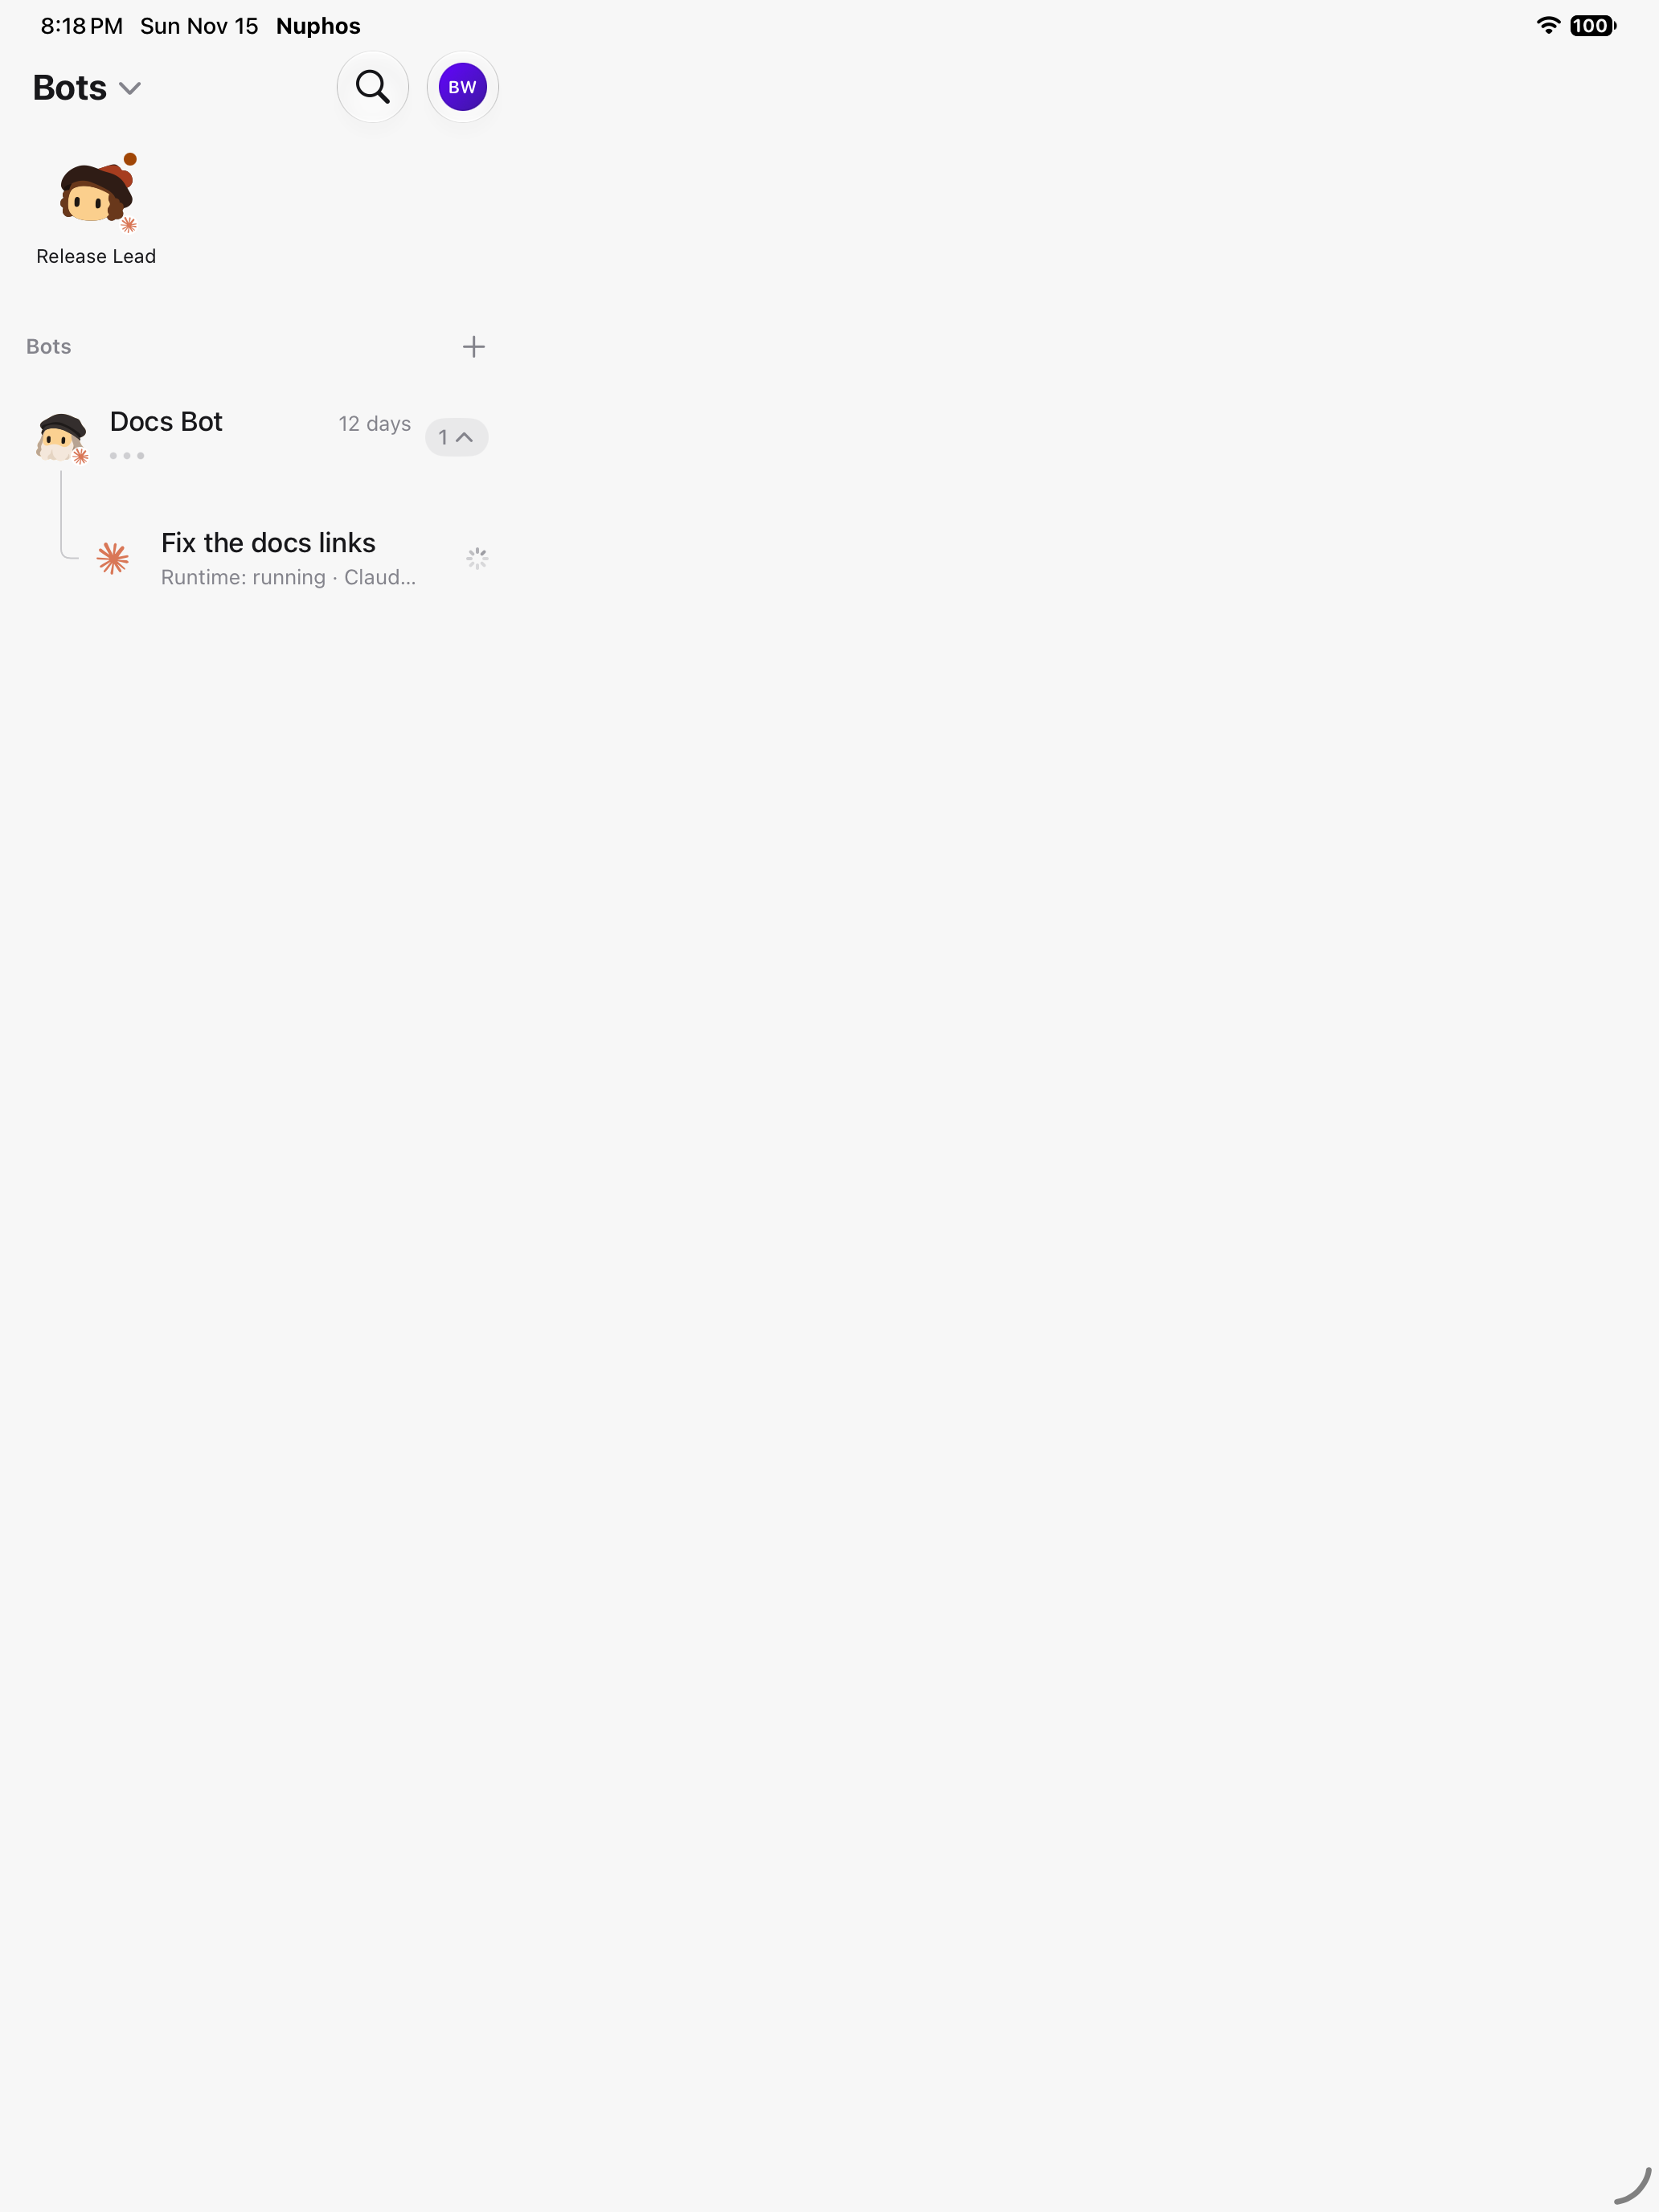 8:18 PM Sun Nov 15 Nuphos
100
Bots
BW
Release Lead
Bots
Docs Bot
12 days
1
Fix the docs links
Runtime: running · Claud...